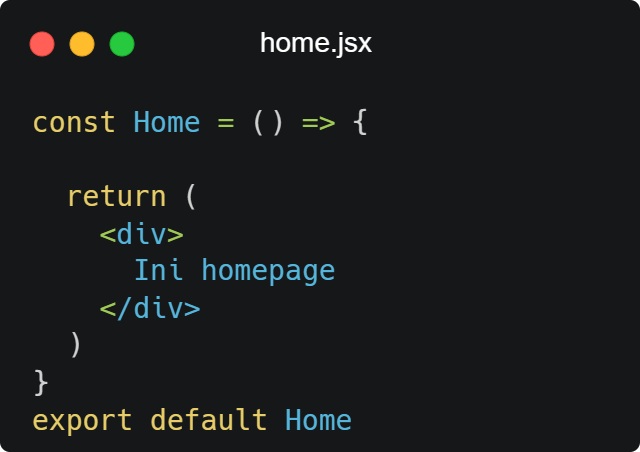 home.jsx
const Home = () => {
return (
<div>
Ini homepage
</div>
)
}
export default Home